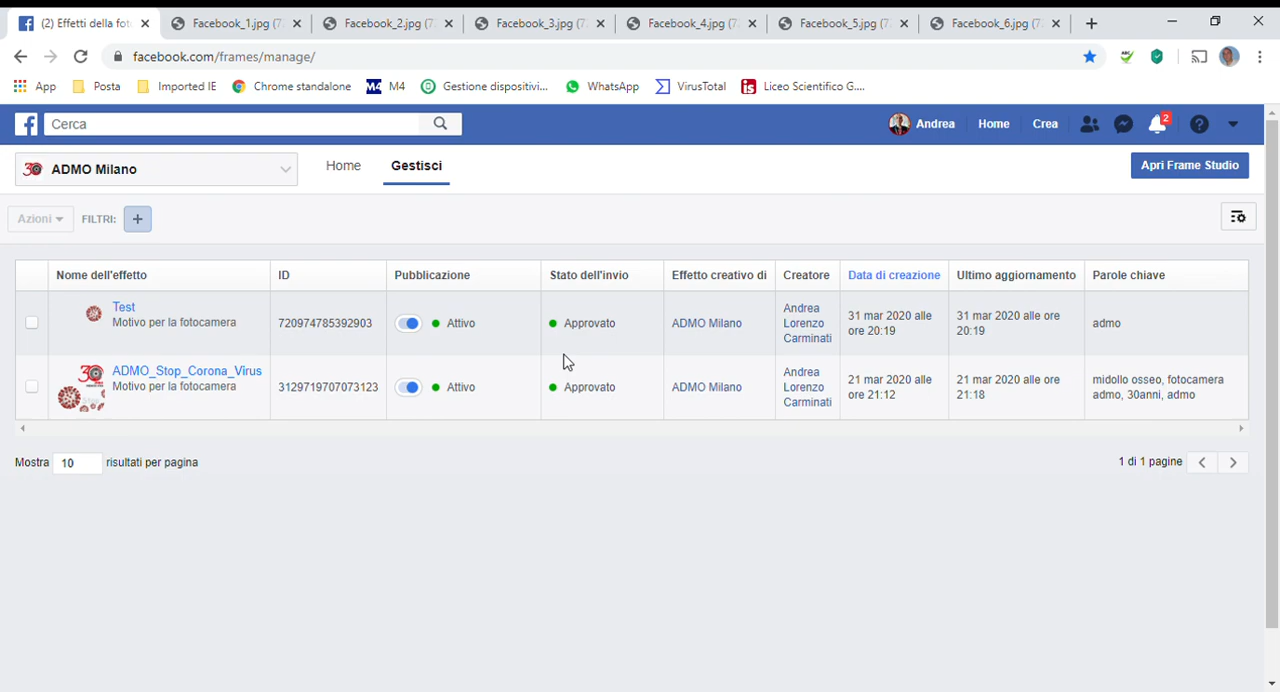 (2) Effetti della fot
Facebook_1.jpg (7
Facebook_2.jpg (7
Facebook_3.jpg (7
Facebook_4.jpg (7
Facebook_5.jpg (7
Facebook_6.jpg (7
facebook.com/frames/manage/
ABC
App
Posta
Imported IE
Chrome standalone
M4 M4
Gestione dispositivi...
WhatsApp
VirusTotal
is Liceo Scientifico G....
Cerca
Andrea
Home
Crea
2
30 ADMO Milano
Home
Gestisci
Apri Frame Studio
Azioni
FILTRI:
Nome dell'effetto
ID
Pubblicazione
Stato dell'invio
Effetto creativo di
Creatore
Data di creazione
Ultimo aggiornamento
Parole chiave
Test
Motivo per la fotocamera
720974785392903
Attivo
Approvato
ADMO Milano
Andrea
Lorenzo
Carminati
31 mar 2020 alle
ore 20:19
31 mar 2020 alle ore
20:19
admo
30
ADMO_Stop_Corona_Virus
Motivo per la fotocamera
3129719707073123
Attivo
Approvato
ADMO Milano
Andrea
Lorenzo
Carminati
21 mar 2020 alle
ore 21:12
21 mar 2020 alle ore
21:18
midollo osseo, fotocamera
admo, 30anni, admo
Mostra 10 risultati per pagina
1 di 1 pagine